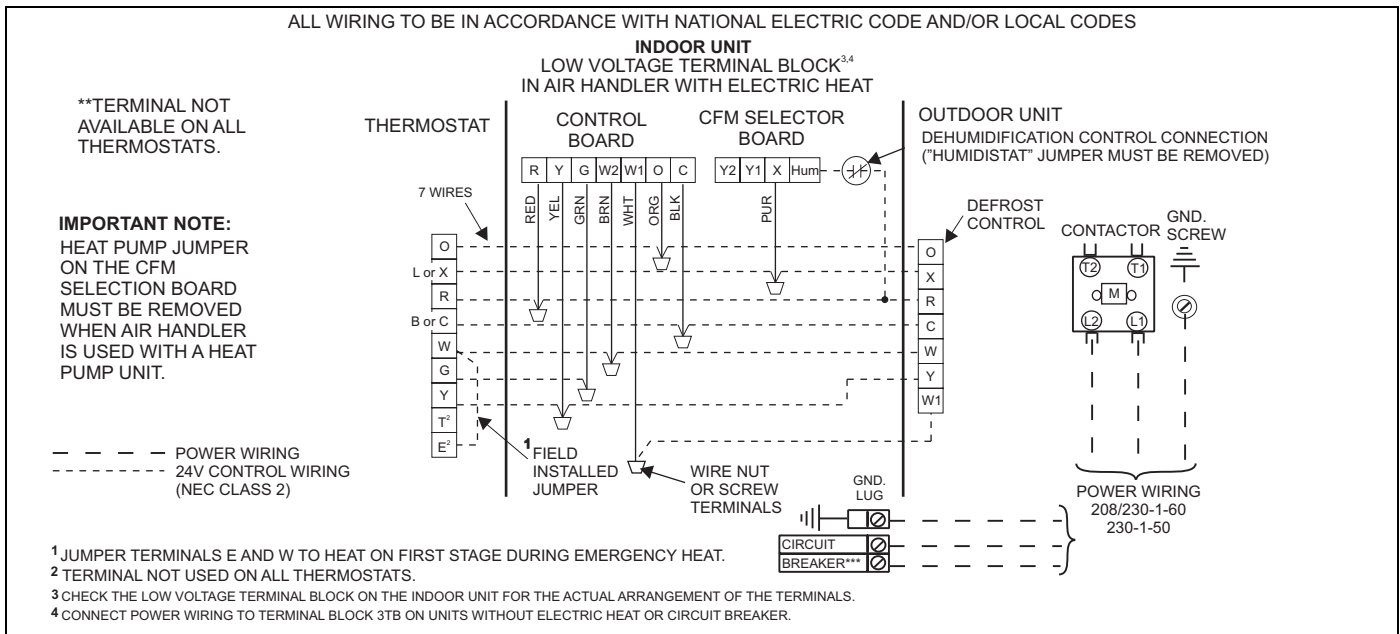 ALL WIRING TO BE IN ACCORDANCE WITH NATIONAL ELECTRIC CODE AND/OR LOCAL CODES
INDOOR UNIT
LOW VOLTAGE TERMINAL BLOCK3,4
IN AIR HANDLER WITH ELECTRIC HEAT
**TERMINAL NOT
AVAILABLE ON ALL
THERMOSTATS.
IMPORTANT NOTE:
HEAT PUMP JUMPER
ON THE CFM
SELECTION BOARD
MUST BE REMOVED
WHEN AIR HANDLER
IS USED WITH A HEAT
PUMP UNIT.
POWER WIRING
24V CONTROL WIRING
(NEC CLASS 2)
THERMOSTAT
7 WIRES
O
L or X
R
B or C
W
G
Y
T2
E2
CONTROL
BOARD
R Y G W2 W1 O C
RED
YEL
GRN
BRN
WHT
ORG
BLK
CFM SELECTOR
BOARD
Y2 Y1 X Hum
PUR
1 FIELD
INSTALLED
JUMPER
WIRE NUT
OR SCREW
TERMINALS
OUTDOOR UNIT
DEHUMIDIFICATION CONTROL CONNECTION
("HUMIDISTAT" JUMPER MUST BE REMOVED)
DEFROST
CONTROL
O
X
R
C
W
Y
W1
CONTACTOR
T2 T1
M
L2 L1
GND.
SCREW
POWER WIRING
208/230-1-60
230-1-50
GND.
LUG
CIRCUIT
BREAKER***
1 JUMPER TERMINALS E AND W TO HEAT ON FIRST STAGE DURING EMERGENCY HEAT.
2 TERMINAL NOT USED ON ALL THERMOSTATS.
3 CHECK THE LOW VOLTAGE TERMINAL BLOCK ON THE INDOOR UNIT FOR THE ACTUAL ARRANGEMENT OF THE TERMINALS.
4 CONNECT POWER WIRING TO TERMINAL BLOCK 3TB ON UNITS WITHOUT ELECTRIC HEAT OR CIRCUIT BREAKER.